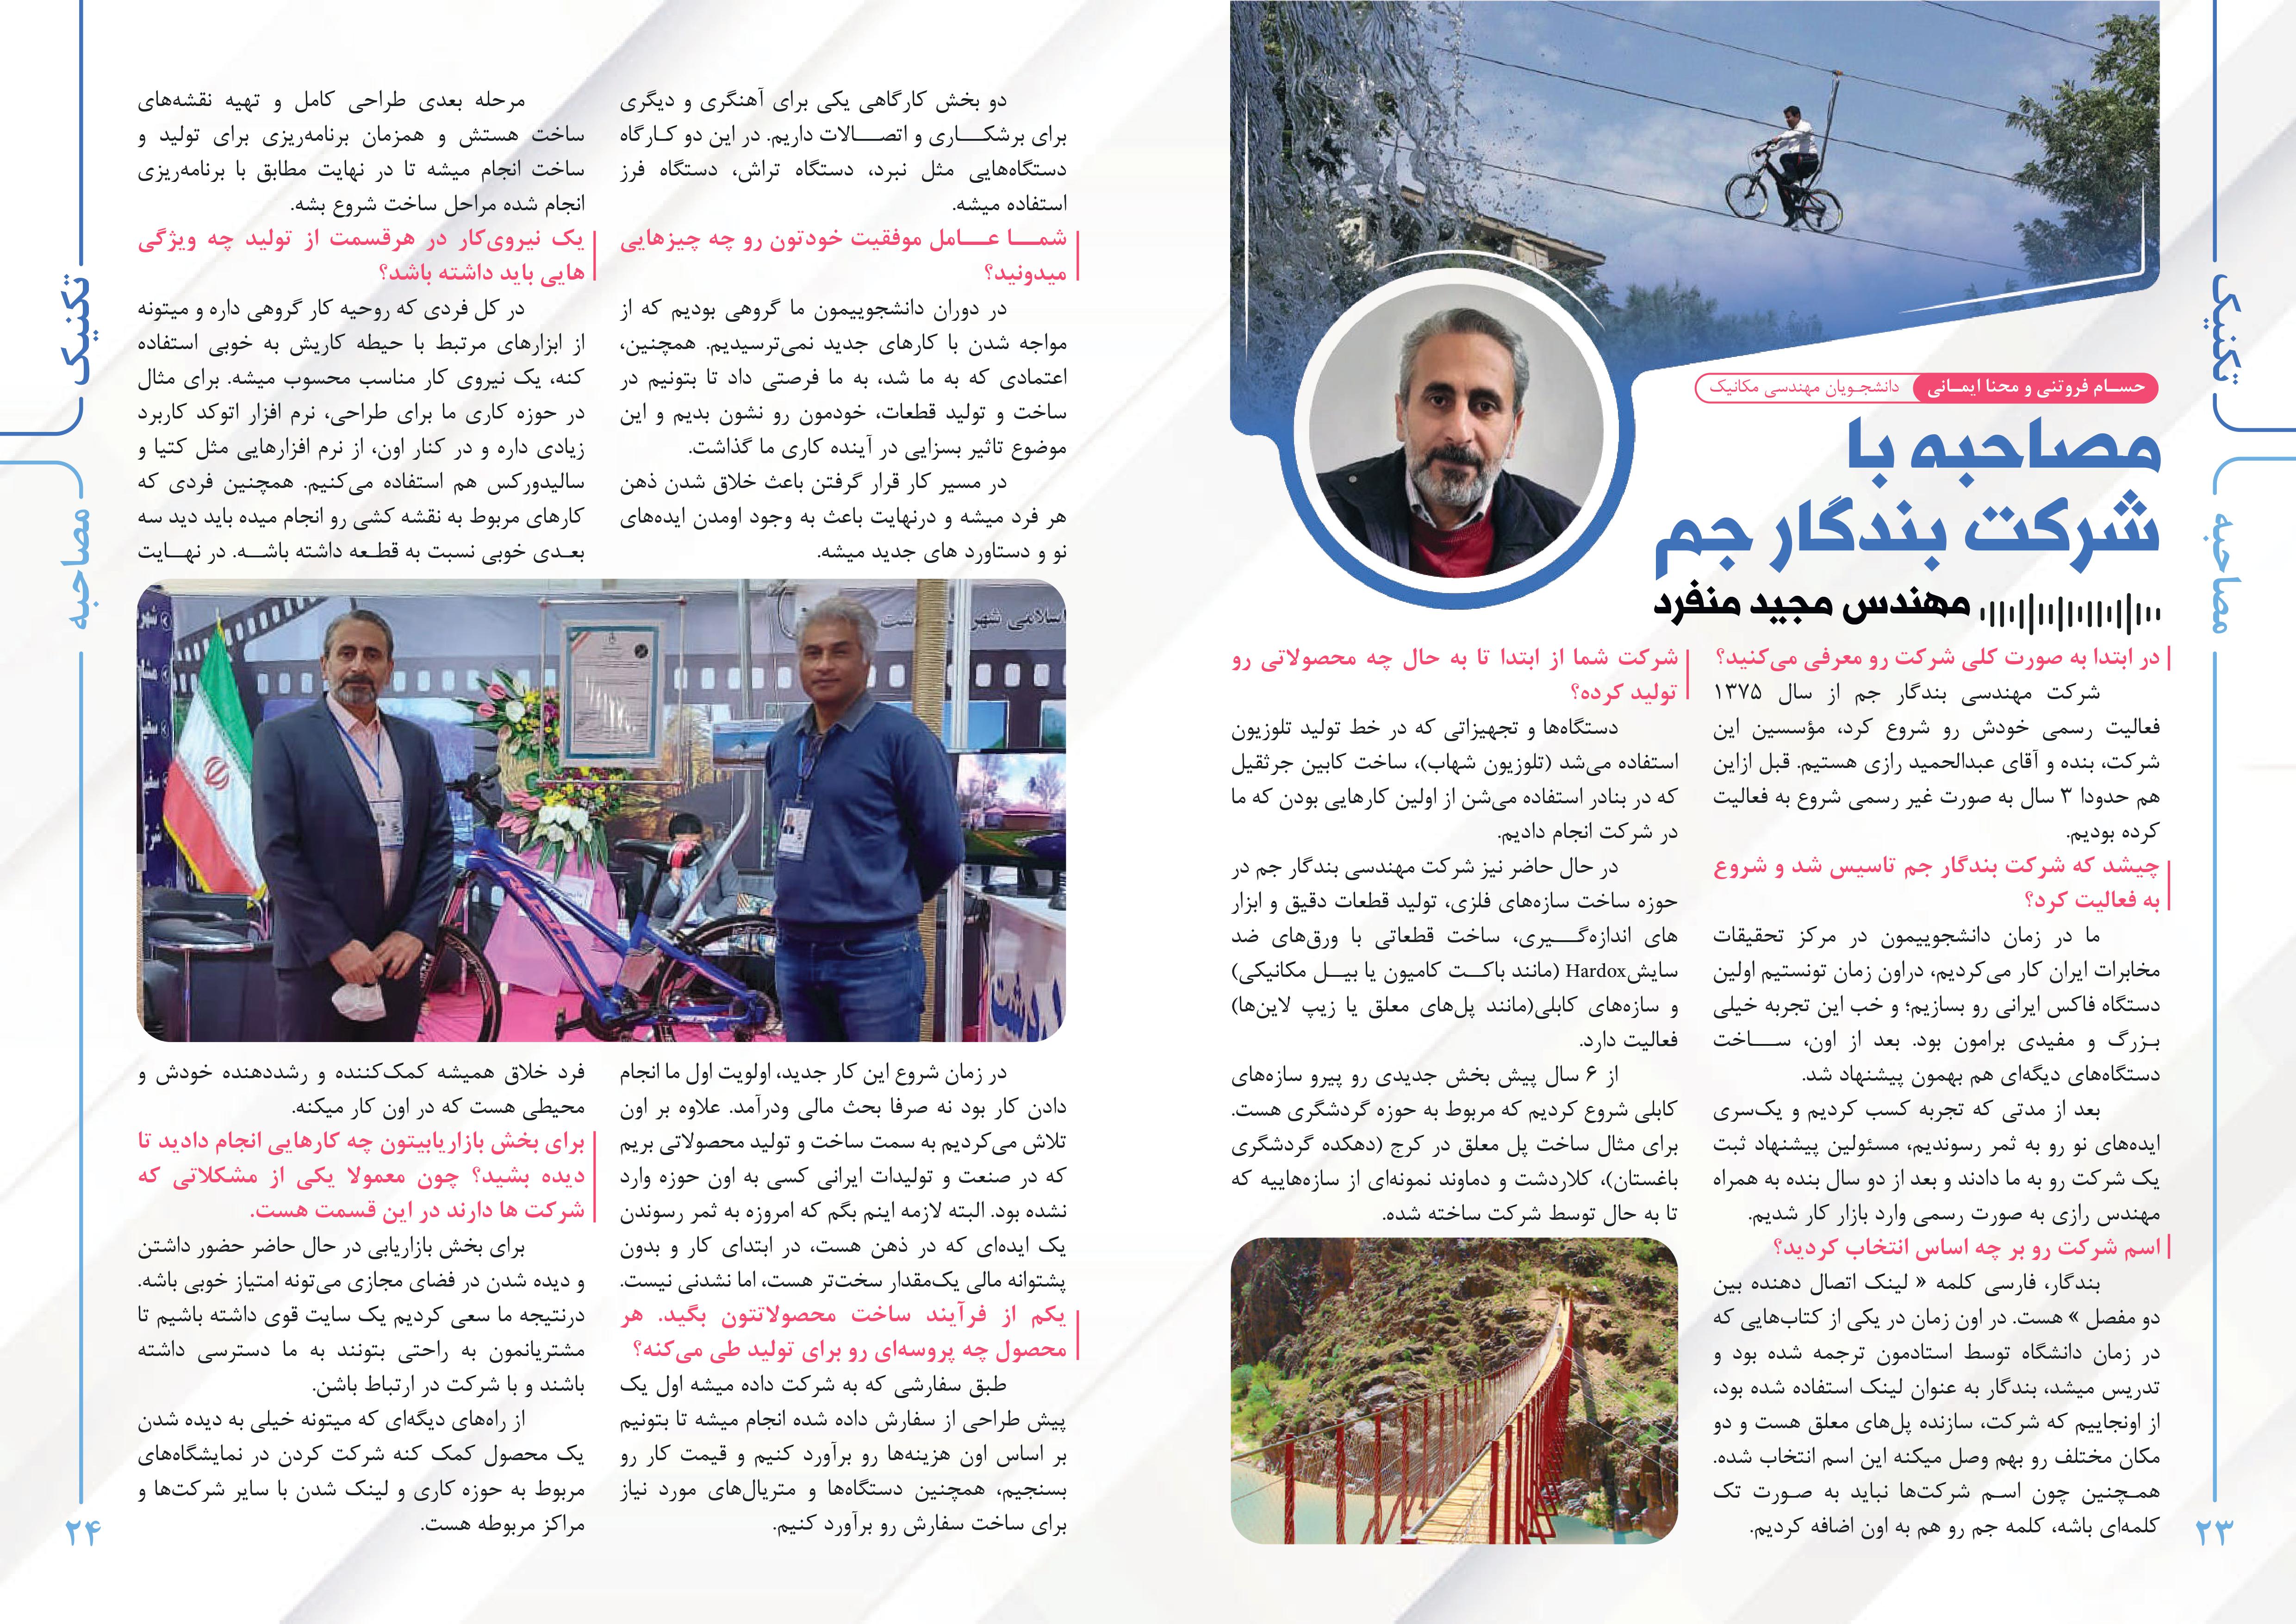 تکنیک
مصاحبه
۲۳
حسام فروتنی و محنا ایمانی
دانشجویان مهندسی مکانیک
مصاحبه با
شرکت بندگار جم
مهندس مجید منفرد
در ابتدا به صورت کلی شرکت رو معرفی می‌کنید؟
شرکت مهندسی بندگار جم از سال ۱۳۷۵
فعالیت رسمی خودش رو شروع کرد، مؤسسین این
شرکت، بنده و آقای عبدالحمید رازی هستیم. قبل ازاین
هم حدودا ۳ سال به صورت غیر رسمی شروع به فعالیت
کرده بودیم.
چیشد که شرکت بندگار جم تاسیس شد و شروع
به فعالیت کرد؟
ما در زمان دانشجوییمون در مرکز تحقیقات
مخابرات ایران کار می‌کردیم، دراون زمان تونستیم اولین
دستگاه فاکس ایرانی رو بسازیم؛ و خب این تجربه خیلی
بزرگ و مفیدی برامون بود. بعد از اون، ساخت
دستگاه‌های دیگه‌ای هم بهمون پیشنهاد شد.
بعد از مدتی که تجربه کسب کردیم و یک‌سری
ایده‌های نو رو به ثمر رسوندیم، مسئولین پیشنهاد ثبت
یک شرکت رو به ما دادند و بعد از دو سال بنده به همراه
مهندس رازی به صورت رسمی وارد بازار کار شدیم.
اسم شرکت رو بر چه اساس انتخاب کردید؟
بندگار، فارسی کلمه « لینک اتصال دهنده بین
دو مفصل » هست. در اون زمان در یکی از کتاب‌هایی که
در زمان دانشگاه توسط استادمون ترجمه شده بود و
تدریس میشد، بندگار به عنوان لینک استفاده شده بود،
از اونجاییم که شرکت، سازنده پل‌های معلق هست و دو
مکان مختلف رو بهم وصل میکنه این اسم انتخاب شده.
همچنین چون اسم شرکت‌ها نباید به صورت تک
کلمه‌ای باشه، کلمه جم رو هم به اون اضافه کردیم.
شرکت شما از ابتدا تا به حال چه محصولاتی رو
تولید کرده؟
دستگاه‌ها و تجهیزاتی که در خط تولید تلوزیون
استفاده می‌شد (تلوزیون شهاب)، ساخت کابین جرثقیل
که در بنادر استفاده می‌شن از اولین کارهایی بودن که ما
در شرکت انجام دادیم.
در حال حاضر نیز شرکت مهندسی بندگار جم در
حوزه ساخت سازه‌های فلزی، تولید قطعات دقیق و ابزار
های اندازه‌گیری، ساخت قطعاتی با ورق‌های ضد
سایشHardox (مانند باکت کامیون یا بیل مکانیکی)
و سازه‌های کابلی(مانند پل‌های معلق یا زیپ لاین‌ها)
فعالیت دارد.
از ۶ سال پیش بخش جدیدی رو پیرو سازه‌های
کابلی شروع کردیم که مربوط به حوزه گردشگری هست.
برای مثال ساخت پل معلق در کرج (دهکده گردشگری
باغستان)، کلاردشت و دماوند نمونه‌ای از سازه‌هاییه که
تا به حال توسط شرکت ساخته شده.
دو بخش کارگاهی یکی برای آهنگری و دیگری
برای برشکاری و اتصالات داریم. در این دو کارگاه
دستگاه‌هایی مثل نبرد، دستگاه تراش، دستگاه فرز
استفاده میشه.
شما عامل موفقیت خودتون رو چه چیزهایی
میدونید؟
در دوران دانشجوییمون ما گروهی بودیم که از
مواجه شدن با کارهای جدید نمی‌ترسیدیم. همچنین،
اعتمادی که به ما شد، به ما فرصتی داد تا بتونیم در
ساخت و تولید قطعات، خودمون رو نشون بدیم و این
موضوع تاثیر بسزایی در آینده کاری ما گذاشت.
در مسیر کار قرار گرفتن باعث خلاق شدن ذهن
هر فرد میشه و درنهایت باعث به وجود اومدن ایده‌های
نو و دستاورد های جدید میشه.
در زمان شروع این کار جدید، اولویت اول ما انجام
دادن کار بود نه صرفا بحث مالی ودرآمد. علاوه بر اون
تلاش می‌کردیم به سمت ساخت و تولید محصولاتی بریم
که در صنعت و تولیدات ایرانی کسی به اون حوزه وارد
نشده بود. البته لازمه اینم بگم که امروزه به ثمر رسوندن
یک ایده‌ای که در ذهن هست، در ابتدای کار و بدون
پشتوانه مالی یک‌مقدار سخت‌تر هست، اما نشدنی نیست.
یکم از فرآیند ساخت محصولاتتون بگید. هر
محصول چه پروسه‌ای رو برای تولید طی می‌کنه؟
طبق سفارشی که به شرکت داده میشه اول یک
پیش طراحی از سفارش داده شده انجام میشه تا بتونیم
بر اساس اون هزینه‌ها رو برآورد کنیم و قیمت کار رو
بسنجیم، همچنین دستگاه‌ها و متریال‌های مورد نیاز
برای ساخت سفارش رو برآورد کنیم.
مرحله بعدی طراحی کامل و تهیه نقشه‌های
ساخت هستش و همزمان برنامه‌ریزی برای تولید و
ساخت انجام میشه تا در نهایت مطابق با برنامه‌ریزی
انجام شده مراحل ساخت شروع بشه.
یک نیروی‌کار در هرقسمت از تولید چه ویژگی
هایی باید داشته باشد؟
در کل فردی که روحیه کار گروهی داره و میتونه
از ابزارهای مرتبط با حیطه کاریش به خوبی استفاده
کنه، یک نیروی کار مناسب محسوب میشه. برای مثال
در حوزه کاری ما برای طراحی، نرم افزار اتوکد کاربرد
زیادی داره و در کنار اون، از نرم افزارهایی مثل کتیا و
سالیدورکس هم استفاده می‌کنیم. همچنین فردی که
کارهای مربوط به نقشه کشی رو انجام میده باید دید سه
بعدی خوبی نسبت به قطعه داشته باشه. در نهایت
اسلامی شهر
RUSH
فرد خلاق همیشه کمک‌کننده و رشددهنده خودش و
محیطی هست که در اون کار میکنه.
برای بخش بازاریابیتون چه کارهایی انجام دادید تا
دیده بشید؟ چون معمولا یکی از مشکلاتی که
شرکت ها دارند در این قسمت هست.
برای بخش بازاریابی در حال حاضر حضور داشتن
و دیده شدن در فضای مجازی می‌تونه امتیاز خوبی باشه.
درنتیجه ما سعی کردیم یک سایت قوی داشته باشیم تا
مشتریانمون به راحتی بتونند به ما دسترسی داشته
باشند و با شرکت در ارتباط باشن.
از راه‌های دیگه‌ای که میتونه خیلی به دیده شدن
یک محصول کمک کنه شرکت کردن در نمایشگاه‌های
مربوط به حوزه کاری و لینک شدن با سایر شرکت‌ها و
مراکز مربوطه هست.
تکنیک
مصاحبه
۲۴